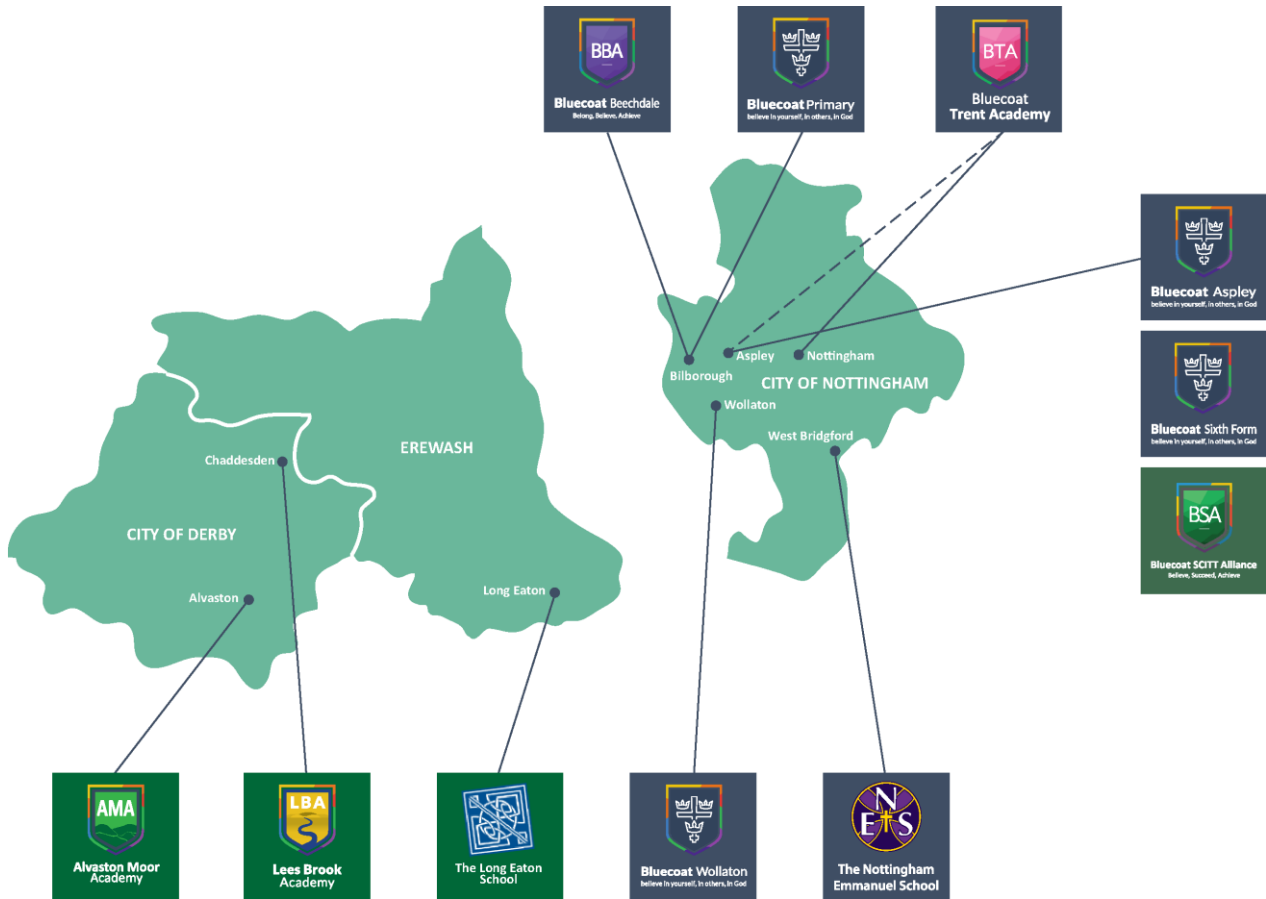 BBA
Bluecoat Beechdale
Belong, Believe, Achieve
Bluecoat Primary
believe in yourself, in others, in God
BTA
Bluecoat
Trent Academy
Bluecoat Aspley
believe in yourself, in others, in God
Bluecoat Sixth Form
believe in yourself, in others, in God
BSA
Bluecoat SCITT Alliance
Believe, Succeed, Achieve
Aspley
Nottingham
Bilborough
CITY OF NOTTINGHAM
Wollaton
West Bridgford
EREWASH
Chaddesden
CITY OF DERBY
Long Eaton
Alvaston
AMA
Alvaston Moor
Academy
LBA
Lees Brook
Academy
The Long Eaton
School
Bluecoat Wollaton
believe in yourself, in others, in God
N
E S
The Nottingham
Emmanuel School